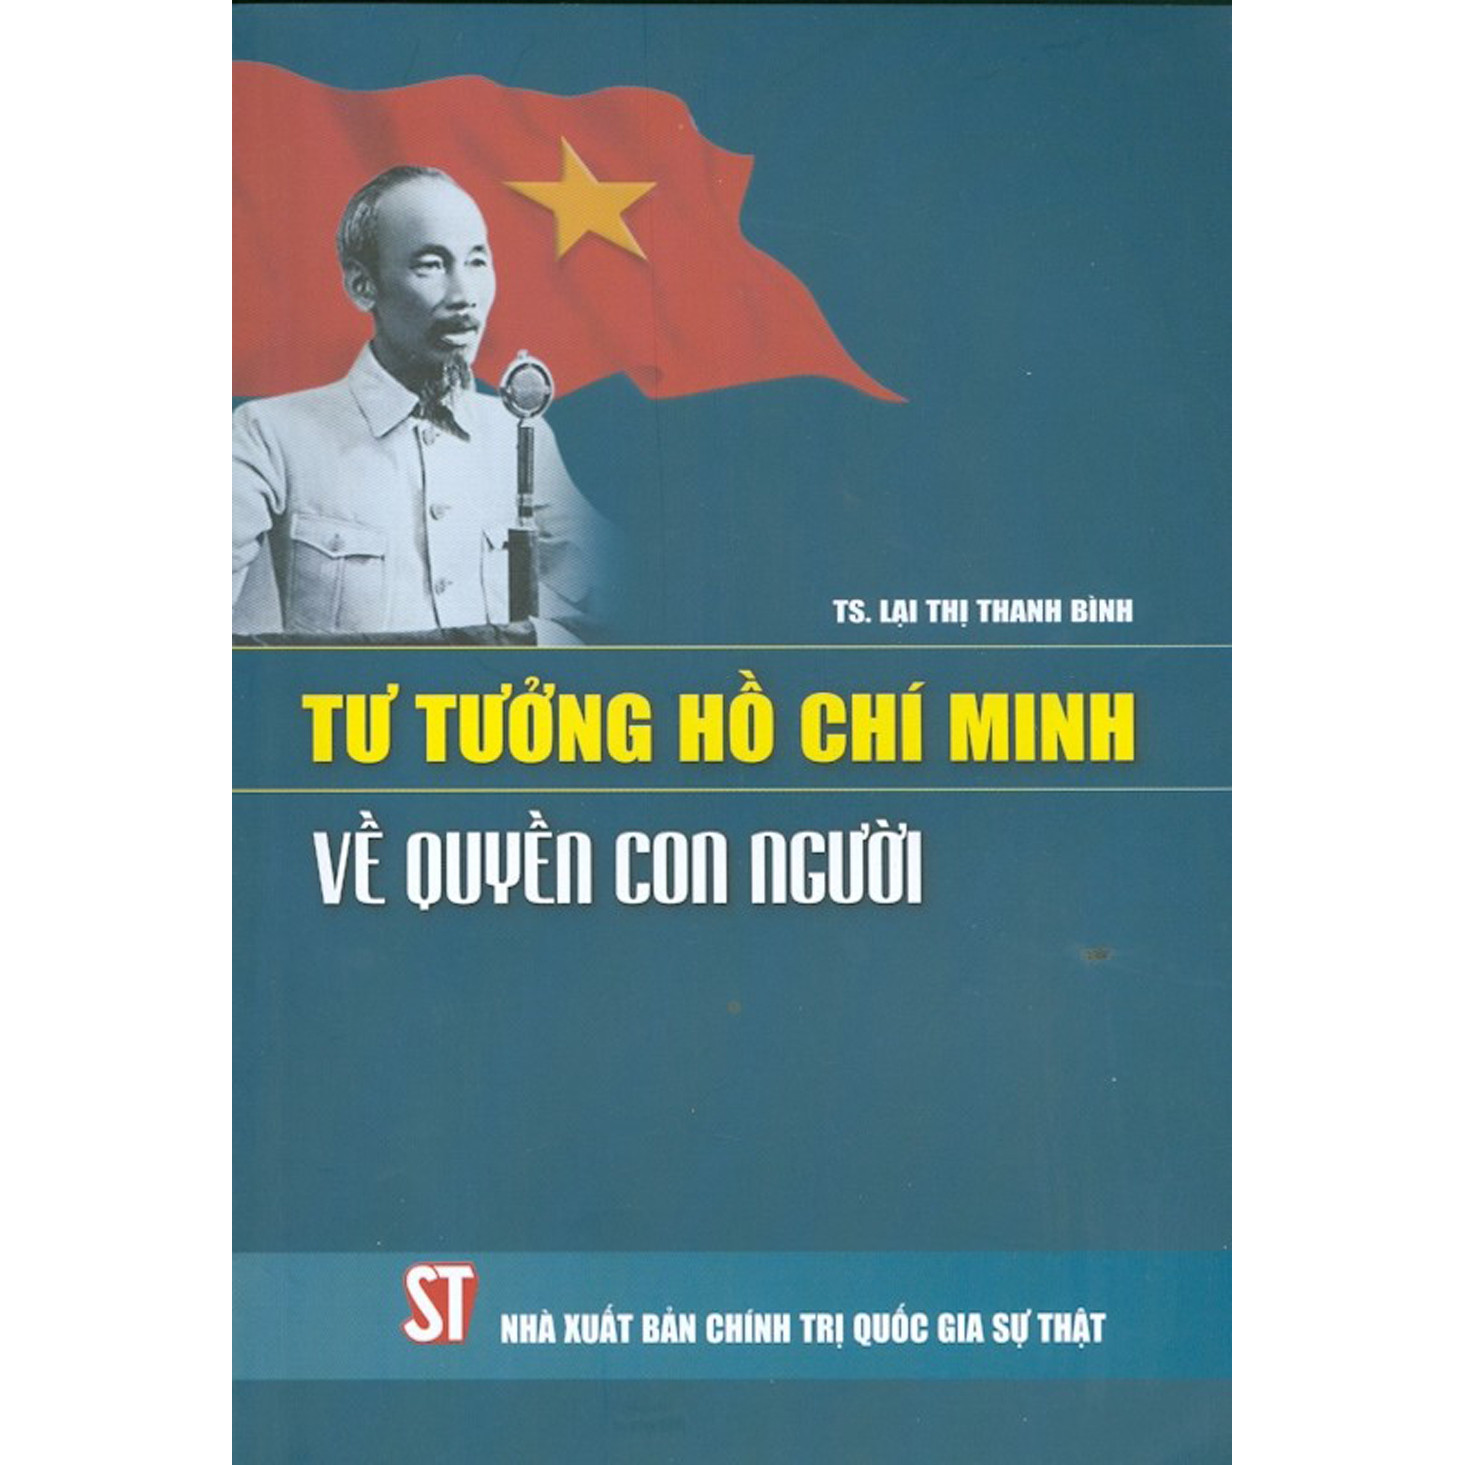 TS. LẠI THỊ THANH BÌNH
TƯ TƯỞNG HỒ CHÍ MINH
VỀ QUYỀN CON NGƯỜI
ST
NHÀ XUẤT BẢN CHÍNH TRỊ QUỐC GIA SỰ THẬT